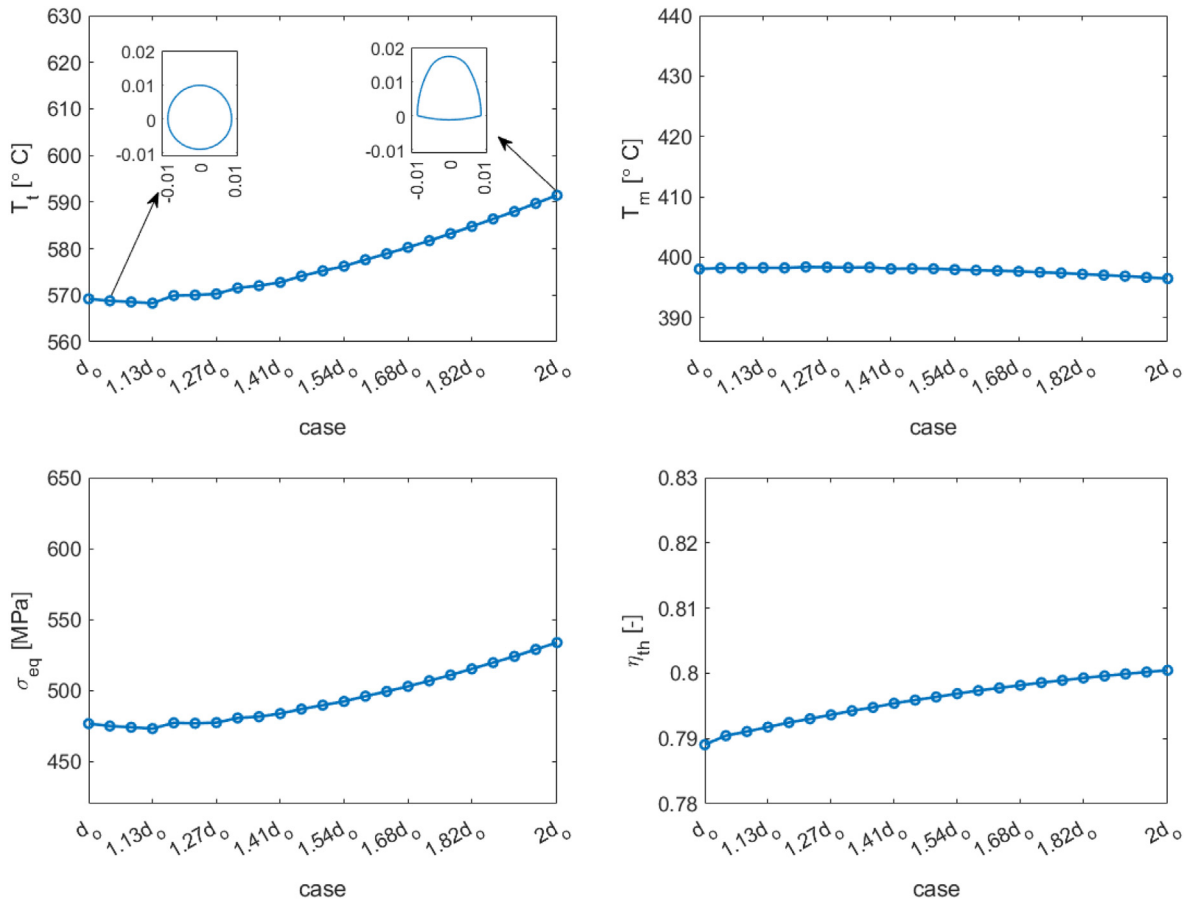 630
620
610
600
590
580
570
560
T_t [° C]
0.02
0.01
0
-0.01
-0.01
0
0.01
0.02
0.01
0
-0.01
-0.01
0
0.01
d_o
1.13d_o
1.27d_o
1.41d_o
1.54d_o
1.68d_o
1.82d_o
2d_o
case
440
430
420
410
400
390
T_m [° C]
d_o
1.13d_o
1.27d_o
1.41d_o
1.54d_o
1.68d_o
1.82d_o
2d_o
case
650
600
550
500
450
σ_eq [MPa]
d_o
1.13d_o
1.27d_o
1.41d_o
1.54d_o
1.68d_o
1.82d_o
2d_o
case
0.83
0.82
0.81
0.8
0.79
0.78
η_th [-]
d_o
1.13d_o
1.27d_o
1.41d_o
1.54d_o
1.68d_o
1.82d_o
2d_o
case